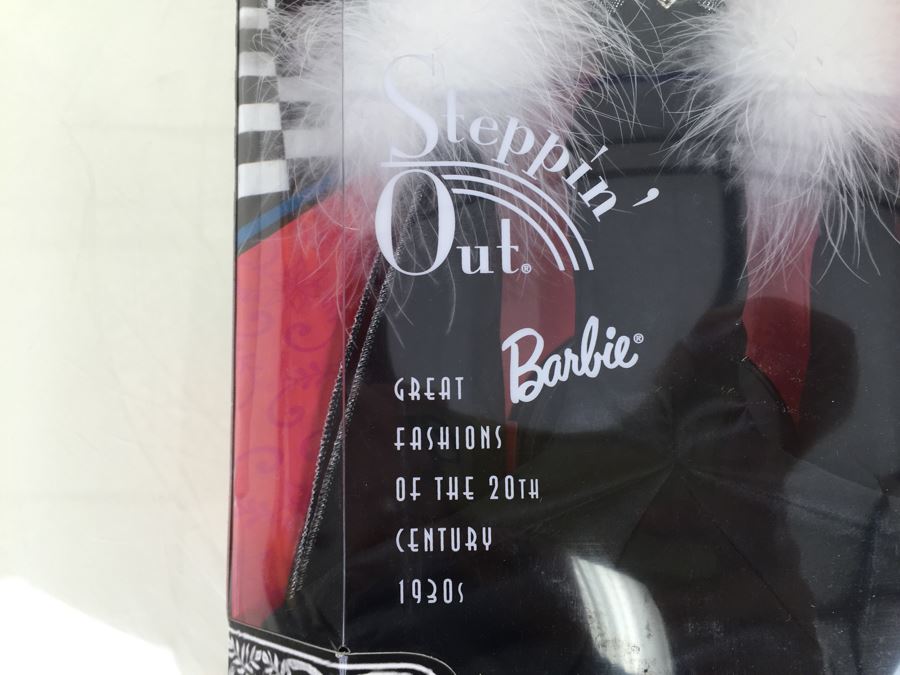 Steppin'
Out®
Barbie®
GREAT
FASHIONS
OF THE 20TH
CENTURY
1930s